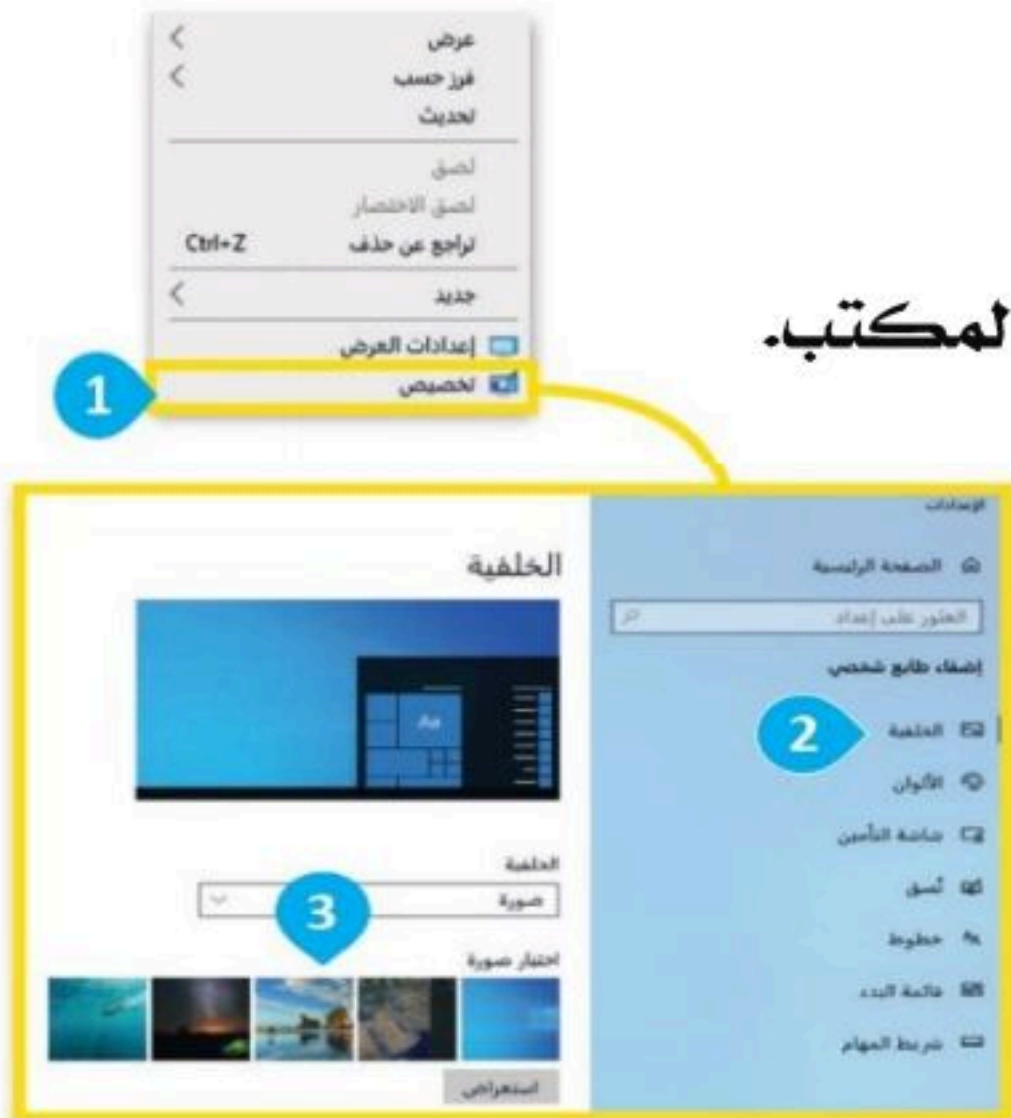 عرض
فرز حسب
تحديث
لصق
لصق الاختصار
تراجع عن حذف Ctrl+Z
جديد
إعدادات العرض
1 تخصيص
لمكتب.
الإعدادات
الصفحة الرئيسية
العثور على إعداد
إضفاء طابع شخصي
2 الخلفية
الألوان
شاشة التأمين
نُسق
خطوط
قائمة البدء
شريط المهام
الخلفية
Aa
الخلفية
صورة
3
اختيار صورة
استعراض